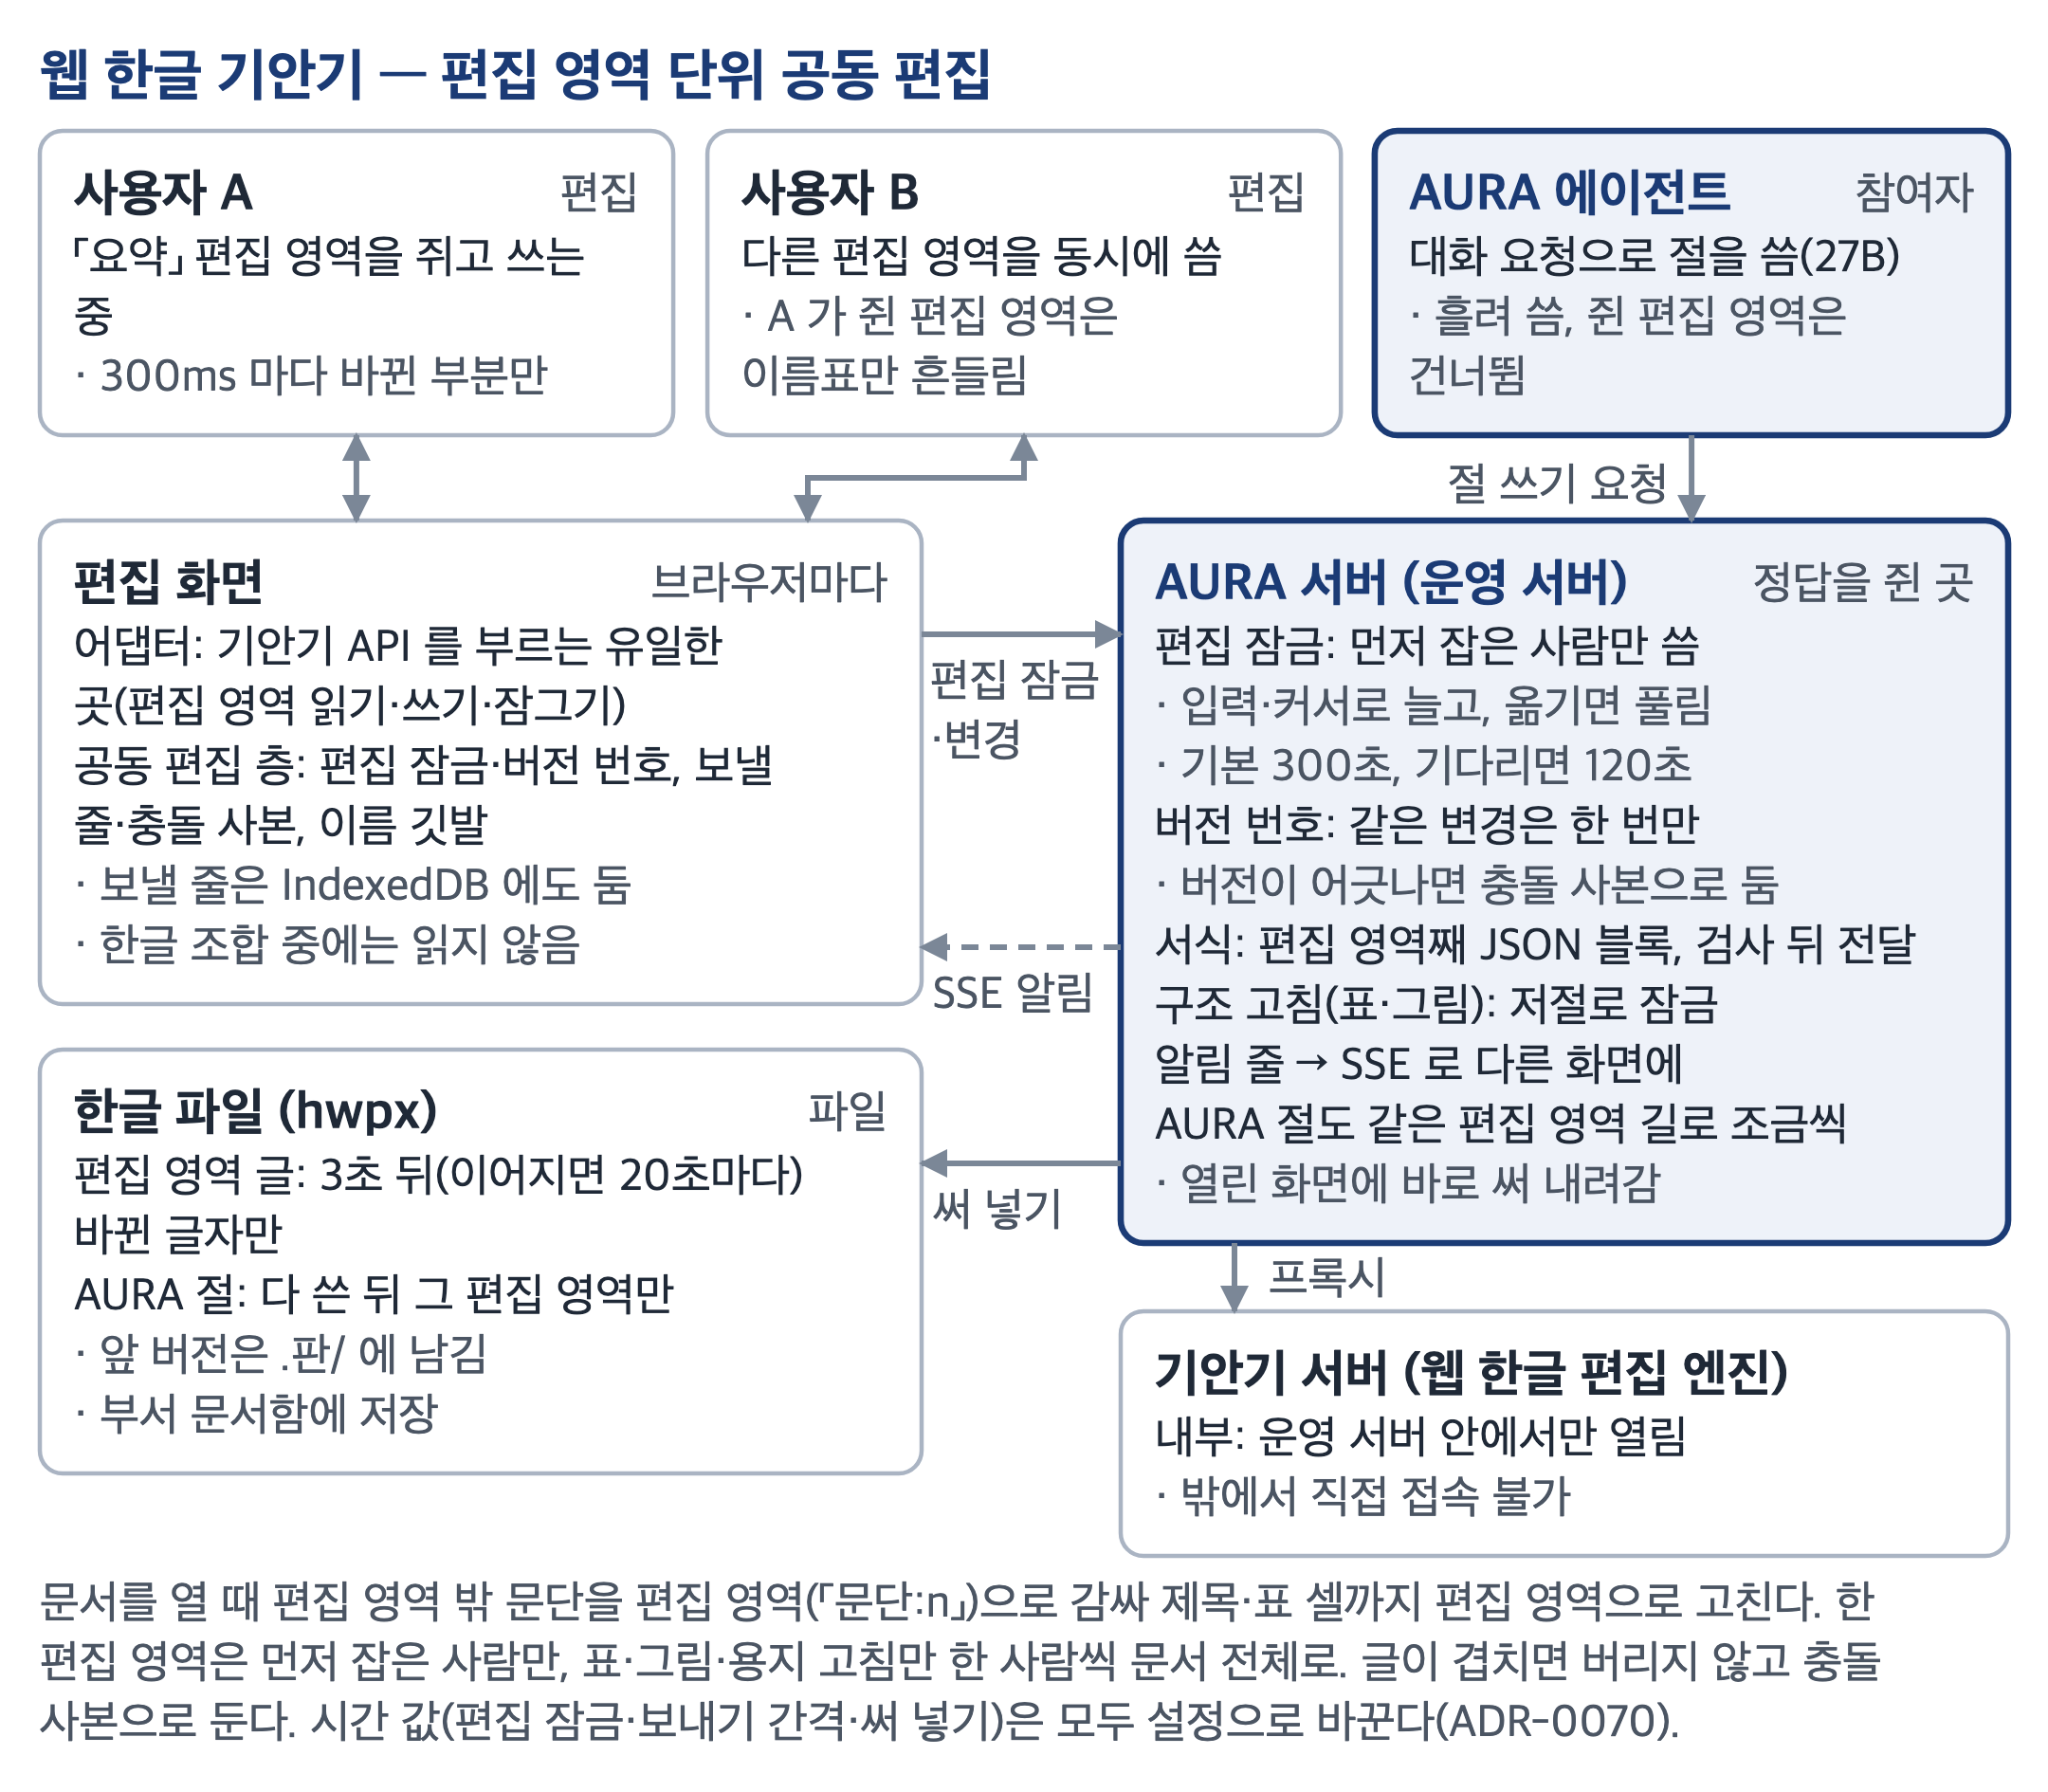 웹 한글 기안기 — 편집 영역 단위 공동 편집
사용자 A 편집
「요약」 편집 영역을 쥐고 쓰는
중
· 300ms 마다 바뀐 부분만
사용자 B 편집
다른 편집 영역을 동시에 씀
· A 가 쥔 편집 영역은
이름표만 흔들림
AURA 에이전트 참여자
대화 요청으로 절을 씀(27B)
· 흘려 씀, 쥔 편집 영역은
건너뜀
절 쓰기 요청
편집 화면 브라우저마다
어댑터: 기안기 API 를 부르는 유일한
곳(편집 영역 읽기·쓰기·잠그기)
공동 편집 층: 편집 잠금·버전 번호, 보낼
줄·충돌 사본, 이름 깃발
· 보낼 줄은 IndexedDB 에도 둠
· 한글 조합 중에는 읽지 않음
편집 잠금
·변경
SSE 알림
AURA 서버 (운영 서버) 정답을 쥔 곳
편집 잠금: 먼저 잡은 사람만 씀
· 입력·커서로 늘고, 옮기면 풀림
· 기본 300초, 기다리면 120초
버전 번호: 같은 변경은 한 번만
· 버전이 어긋나면 충돌 사본으로 둠
서식: 편집 영역째 JSON 블록, 검사 뒤 전달
구조 고침(표·그림): 저절로 잠금
알림 줄 → SSE 로 다른 화면에
AURA 절도 같은 편집 영역 길로 조금씩
· 열린 화면에 바로 써 내려감
한글 파일 (hwpx) 파일
편집 영역 글: 3초 뒤(이어지면 20초마다)
바뀐 글자만
AURA 절: 다 쓴 뒤 그 편집 영역만
· 앞 버전은 .판/ 에 남김
· 부서 문서함에 저장
써 넣기
프록시
기안기 서버 (웹 한글 편집 엔진)
내부: 운영 서버 안에서만 열림
· 밖에서 직접 접속 불가
문서를 열 때 편집 영역 밖 문단을 편집 영역(「문단:n」)으로 감싸 제목·표 셀까지 편집 영역으로 고친다. 한
편집 영역은 먼저 잡은 사람만, 표·그림·용지 고침만 한 사람씩 문서 전체로. 글이 겹치면 버리지 않고 충돌
사본으로 둔다. 시간 값(편집 잠금·보내기 간격·써 넣기)은 모두 설정으로 바꾼다(ADR-0070).